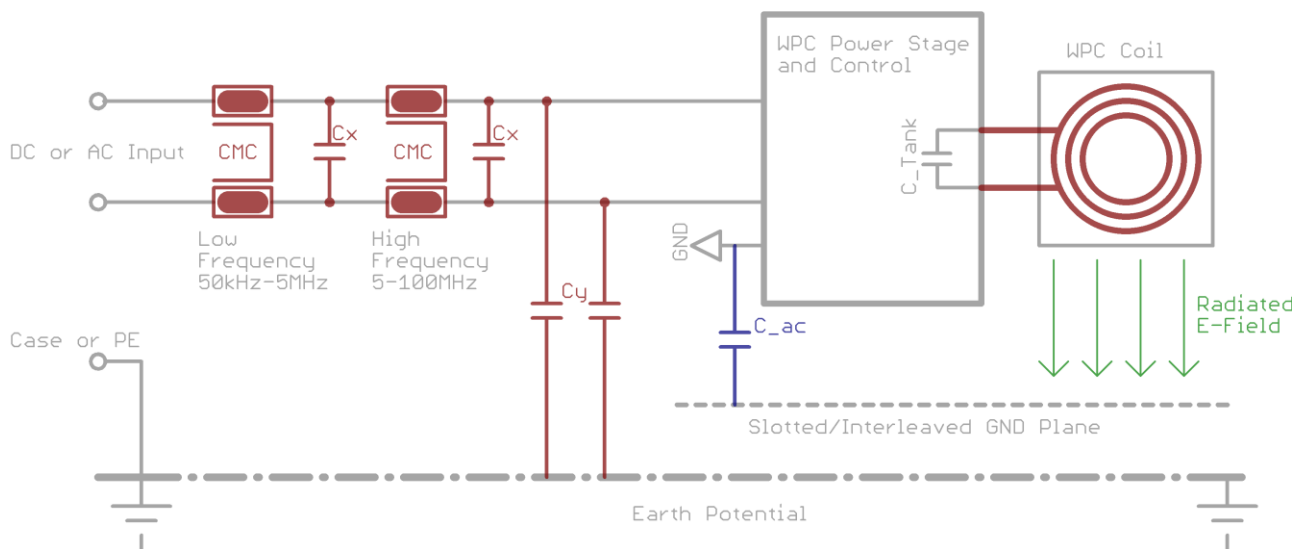 WPC Power Stage
and Control
WPC Coil
DC or AC Input
CMC
Cx
CMC
Cx
C_Tank
Low
Frequency
50kHz-5MHz
High
Frequency
5-100MHz
GND
Cy
C_ac
Radiated
E-Field
Case or PE
Slotted/Interleaved GND Plane
Earth Potential